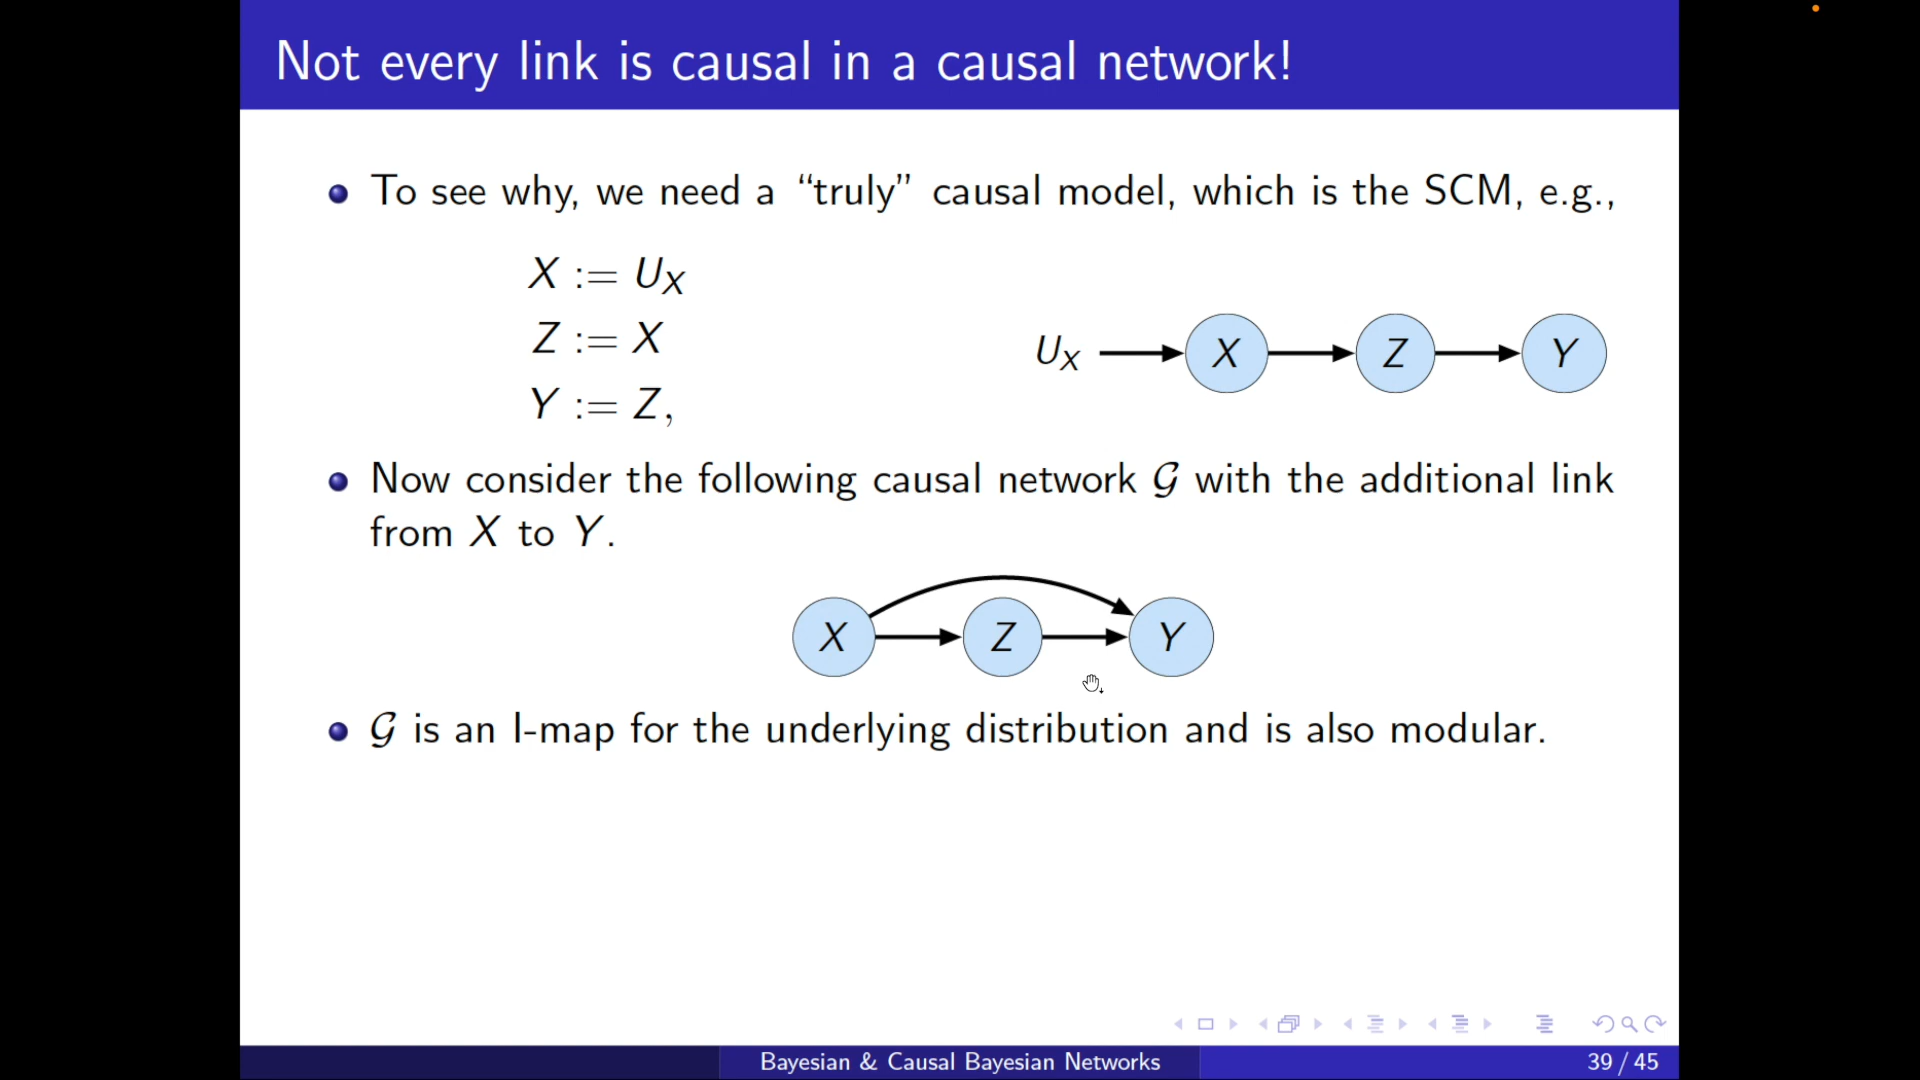 Not every link is causal in a causal network!
To see why, we need a “truly” causal model, which is the SCM, e.g.,
X := U_X
Z := X
Y := Z,
U_X X Z Y
Now consider the following causal network 𝒢 with the additional link
from X to Y.
X Z Y
𝒢 is an I-map for the underlying distribution and is also modular.
Bayesian & Causal Bayesian Networks 39 / 45